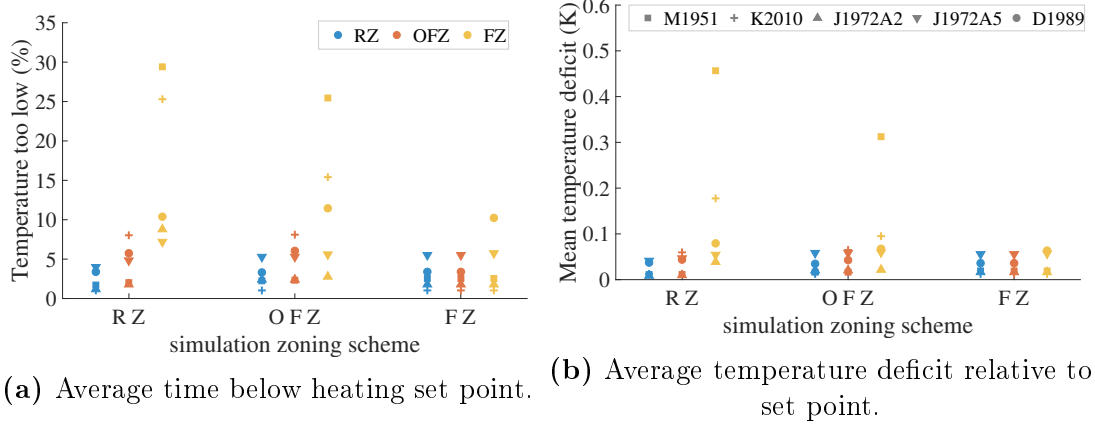 Temperature too low (%)
35
30
25
20
15
10
5
0
RZ OFZ FZ
R Z O F Z F Z
simulation zoning scheme
(a) Average time below heating set point.
Mean temperature deficit (K)
0.6
0.5
0.4
0.3
0.2
0.1
0
M1951 K2010 J1972A2 J1972A5 D1989
R Z O F Z F Z
simulation zoning scheme
(b) Average temperature deficit relative to
set point.